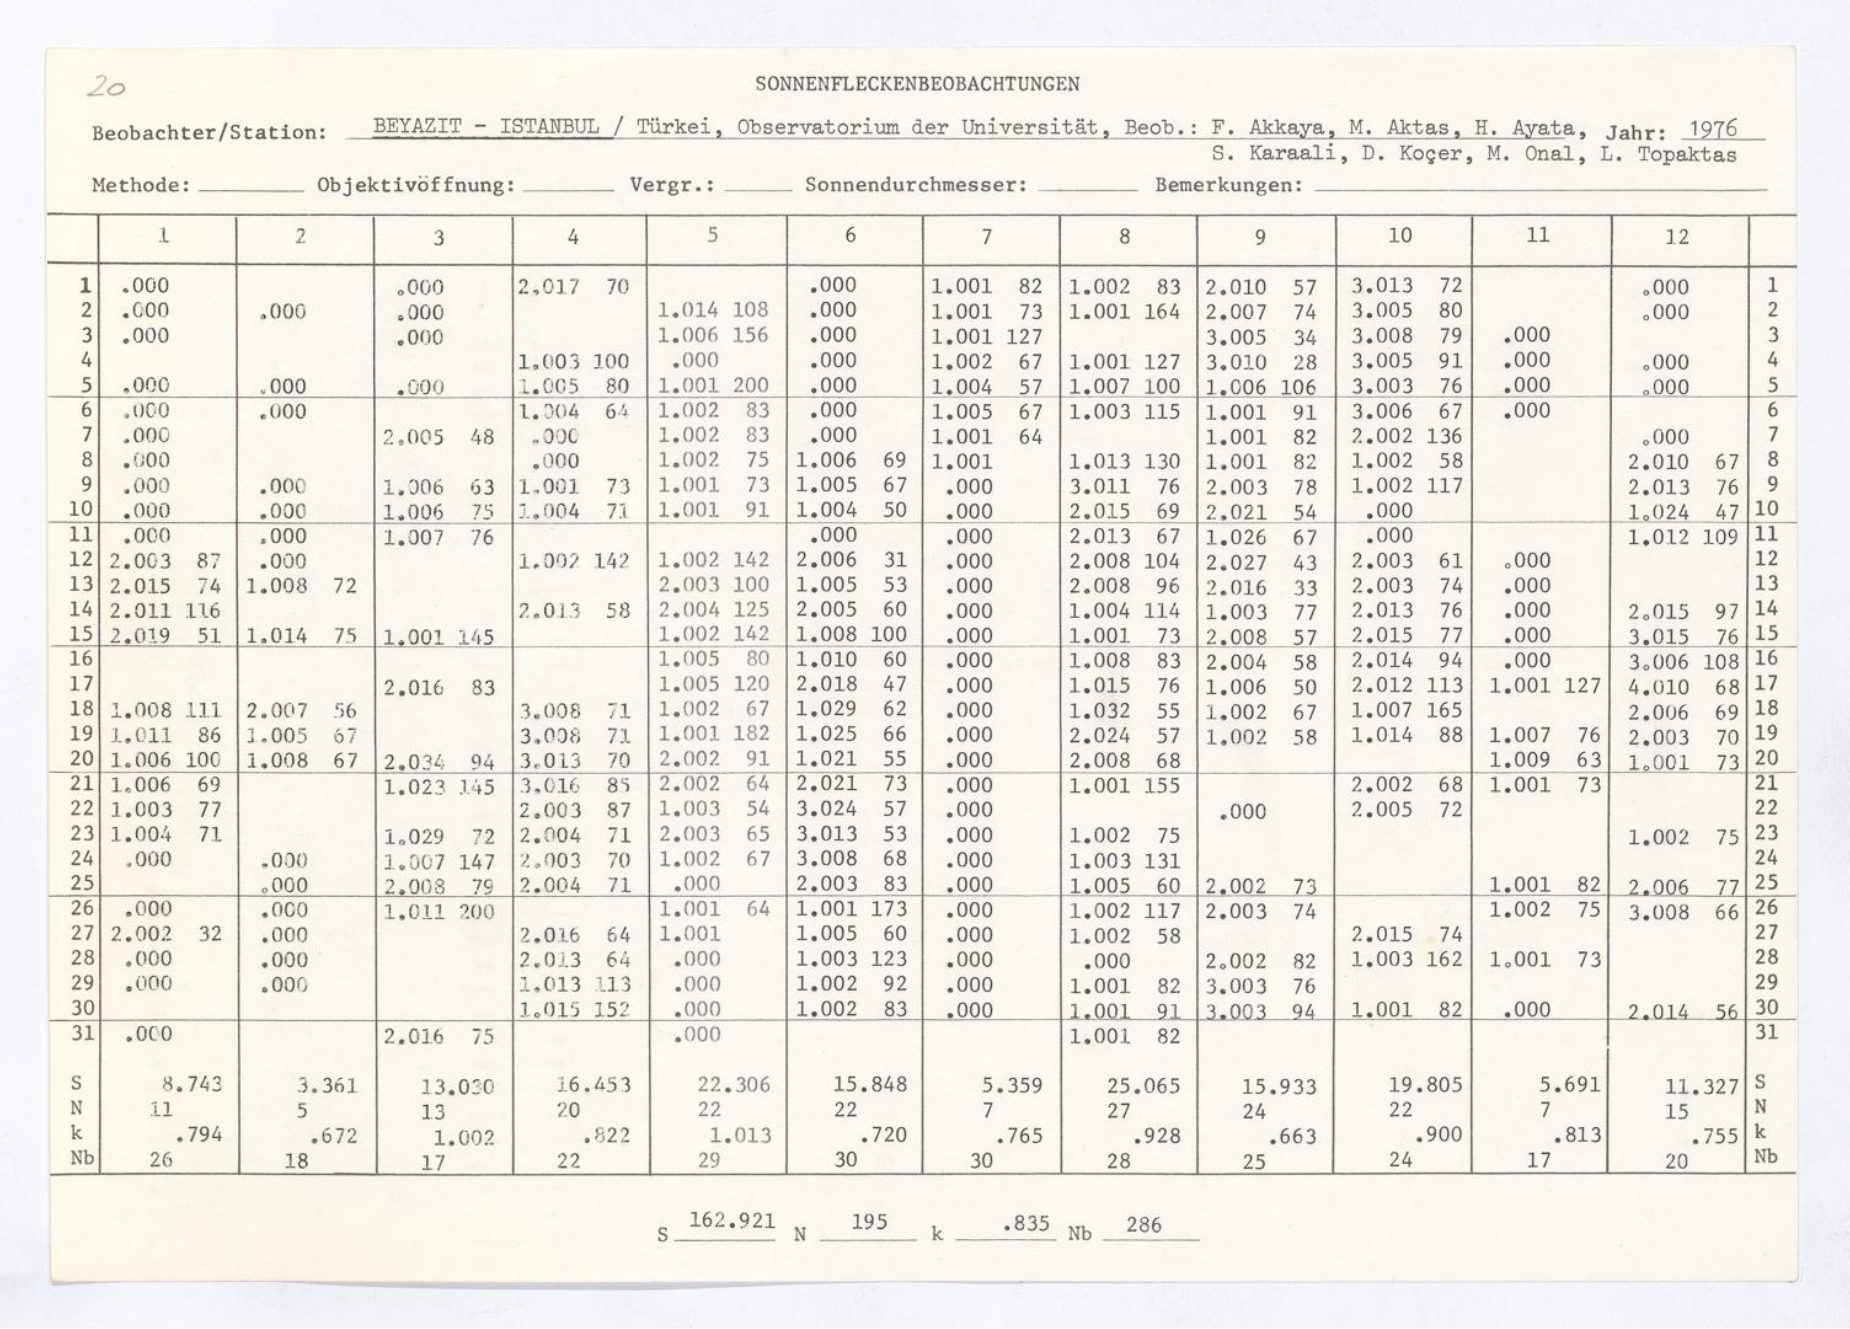 20
SONNENFLECKENBEOBACHTUNGEN
Beobachter/Station: BEYAZIT - ISTANBUL / Türkei, Observatorium der Universität, Beob.: F. Akkaya, M. Aktas, H. Ayata, Jahr: 1976
S. Karaali, D. Koçer, M. Onal, L. Topaktas
Methode: Objektivöffnung: Vergr.: Sonnendurchmesser: Bemerkungen:
1 2 3 4 5 6 7 8 9 10 11 12
1 .000 .000 2.017 70 .000 1.001 82 1.002 83 2.010 57 3.013 72 .000 1
2 .000 .000 .000 1.014 108 .000 1.001 73 1.001 164 2.007 74 3.005 80 .000 2
3 .000 .000 1.006 156 .000 1.001 127 3.005 34 3.008 79 .000 3
4 1.003 100 .000 .000 1.002 67 1.001 127 3.010 28 3.005 91 .000 .000 4
5 .000 .000 .000 1.005 80 1.001 200 .000 1.004 57 1.007 100 1.006 106 3.003 76 .000 .000 5
6 .000 .000 1.004 64 1.002 83 .000 1.005 67 1.003 115 1.001 91 3.006 67 .000 6
7 .000 2.005 48 .000 1.002 83 .000 1.001 64 1.001 82 2.002 136 .000 7
8 .000 .000 1.002 75 1.006 69 1.001 1.013 130 1.001 82 1.002 58 2.010 67 8
9 .000 .000 1.006 63 1.001 73 1.001 73 1.005 67 .000 3.011 76 2.003 78 1.002 117 2.013 76 9
10 .000 .000 1.006 75 1.004 71 1.001 91 1.004 50 .000 2.015 69 2.021 54 .000 1.024 47 10
11 .000 .000 1.007 76 .000 .000 2.013 67 1.026 67 .000 1.012 109 11
12 2.003 87 .000 1.002 142 1.002 142 2.006 31 .000 2.008 104 2.027 43 2.003 61 .000 12
13 2.015 74 1.008 72 2.003 100 1.005 53 .000 2.008 96 2.016 33 2.003 74 .000 13
14 2.011 116 2.013 58 2.004 125 2.005 60 .000 1.004 114 1.003 77 2.013 76 .000 2.015 97 14
15 2.019 51 1.014 75 1.001 145 1.002 142 1.008 100 .000 1.001 73 2.008 57 2.015 77 .000 3.015 76 15
16 1.005 80 1.010 60 .000 1.008 83 2.004 58 2.014 94 .000 3.006 108 16
17 2.016 83 1.005 120 2.018 47 .000 1.015 76 1.006 50 2.012 113 1.001 127 4.010 68 17
18 1.008 111 2.007 56 3.008 71 1.002 67 1.029 62 .000 1.032 55 1.002 67 1.007 165 2.006 69 18
19 1.011 86 1.005 67 3.008 71 1.001 182 1.025 66 .000 2.024 57 1.002 58 1.014 88 1.007 76 2.003 70 19
20 1.006 100 1.008 67 2.034 94 3.013 70 2.002 91 1.021 55 .000 2.008 68 1.009 63 1.001 73 20
21 1.006 69 1.023 145 3.016 85 2.002 64 2.021 73 .000 1.001 155 2.002 68 1.001 73 21
22 1.003 77 2.003 87 1.003 54 3.024 57 .000 .000 2.005 72 22
23 1.004 71 1.029 72 2.004 71 2.003 65 3.013 53 .000 1.002 75 1.002 75 23
24 .000 .000 1.007 147 2.003 70 1.002 67 3.008 68 .000 1.003 131 24
25 .000 2.008 79 2.004 71 .000 2.003 83 .000 1.005 60 2.002 73 1.001 82 2.006 77 25
26 .000 .000 1.011 200 1.001 64 1.001 173 .000 1.002 117 2.003 74 1.002 75 3.008 66 26
27 2.002 32 .000 2.016 64 1.001 1.005 60 .000 1.002 58 2.015 74 27
28 .000 .000 2.013 64 .000 1.003 123 .000 .000 2.002 82 1.003 162 1.001 73 28
29 .000 .000 1.013 113 .000 1.002 92 .000 1.001 82 3.003 76 29
30 1.015 152 .000 1.002 83 .000 1.001 91 3.003 94 1.001 82 .000 2.014 56 30
31 .000 2.016 75 .000 1.001 82 31
S 8.743 3.361 13.030 16.453 22.306 15.848 5.359 25.065 15.933 19.805 5.691 11.327 S
N 11 5 13 20 22 22 7 27 24 22 7 15 N
k .794 .672 1.002 .822 1.013 .720 .765 .928 .663 .900 .813 .755 k
Nb 26 18 17 22 29 30 30 28 25 24 17 20 Nb
S 162.921 N 195 k .835 Nb 286